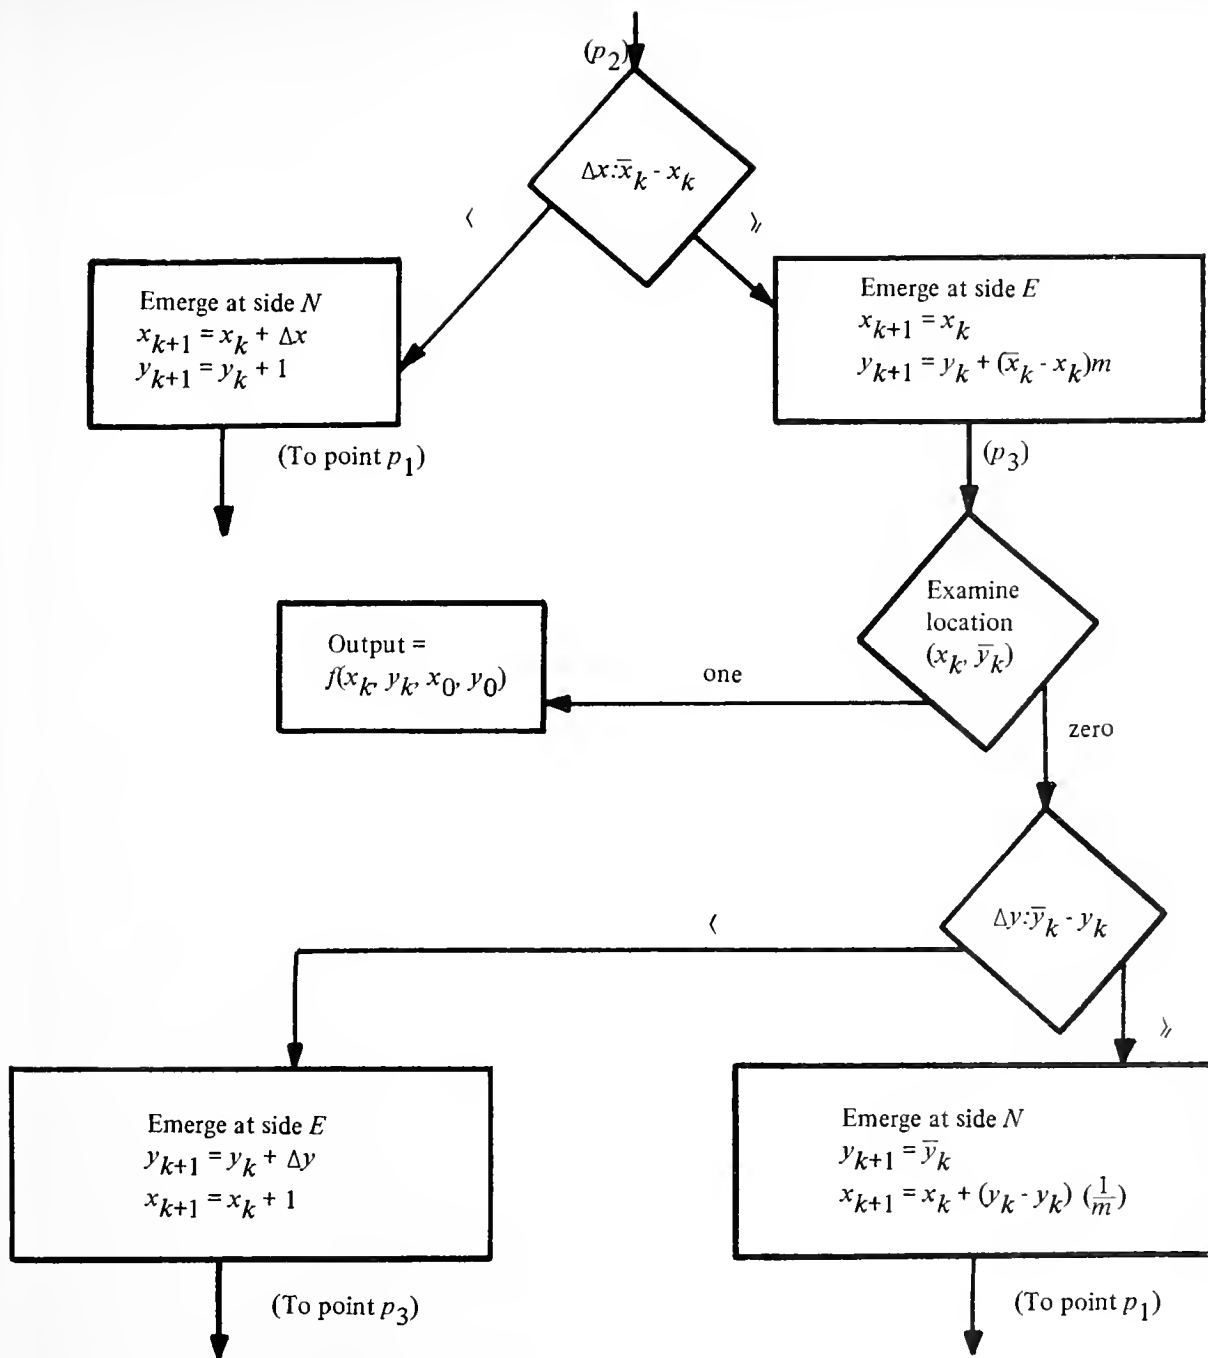 (p₂)
Δx:x̅ₖ - xₖ
⟨
⩾
Emerge at side N
xₖ₊₁ = xₖ + Δx
yₖ₊₁ = yₖ + 1
(To point p₁)
Emerge at side E
xₖ₊₁ = xₖ
yₖ₊₁ = yₖ + (x̅ₖ - xₖ)m
(p₃)
Examine
location
(xₖ, y̅ₖ)
one
Output =
f(xₖ, yₖ, x₀, y₀)
zero
Δy:y̅ₖ - yₖ
⟨
⩾
Emerge at side E
yₖ₊₁ = yₖ + Δy
xₖ₊₁ = xₖ + 1
(To point p₃)
Emerge at side N
yₖ₊₁ = y̅ₖ
xₖ₊₁ = xₖ + (yₖ - yₖ) (1/m)
(To point p₁)